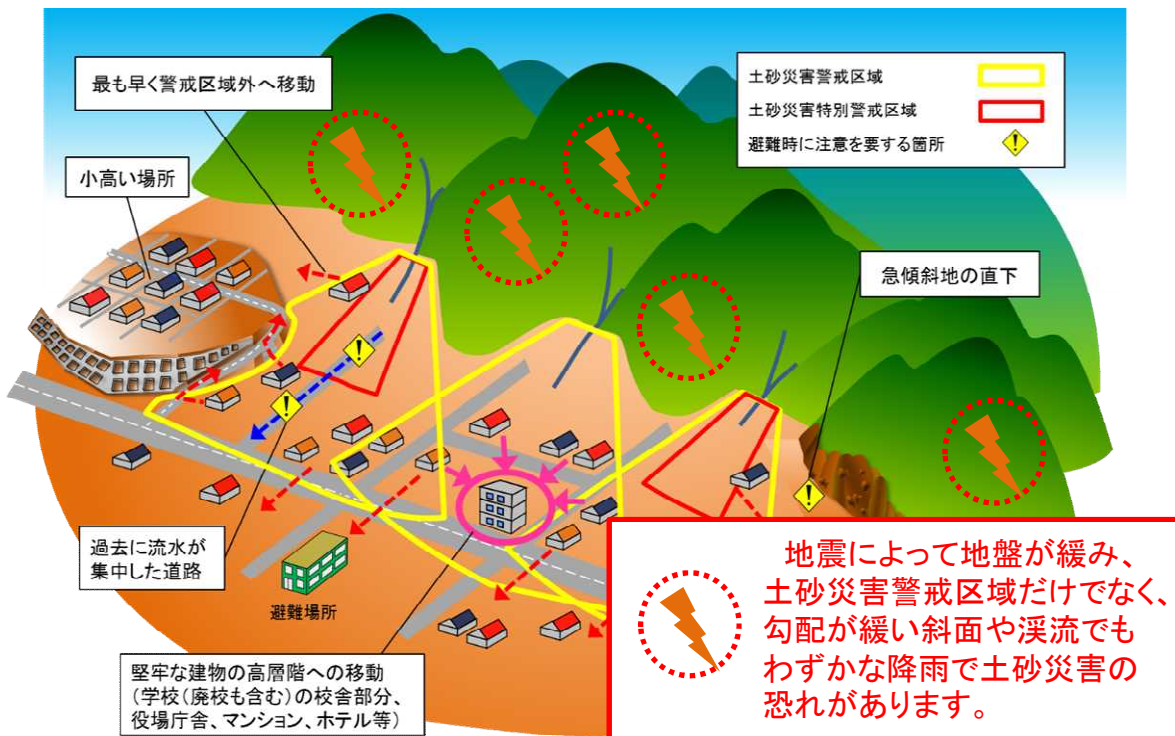 最も早く警戒区域外へ移動
小高い場所
土砂災害警戒区域
土砂災害特別警戒区域
避難時に注意を要する箇所
!
急傾斜地の直下
!
!
!
過去に流水が
集中した道路
避難場所
堅牢な建物の高層階への移動
(学校(廃校も含む)の校舎部分、
役場庁舎、マンション、ホテル等)
地震によって地盤が緩み、
土砂災害警戒区域だけでなく、
勾配が緩い斜面や渓流でも
わずかな降雨で土砂災害の
恐れがあります。